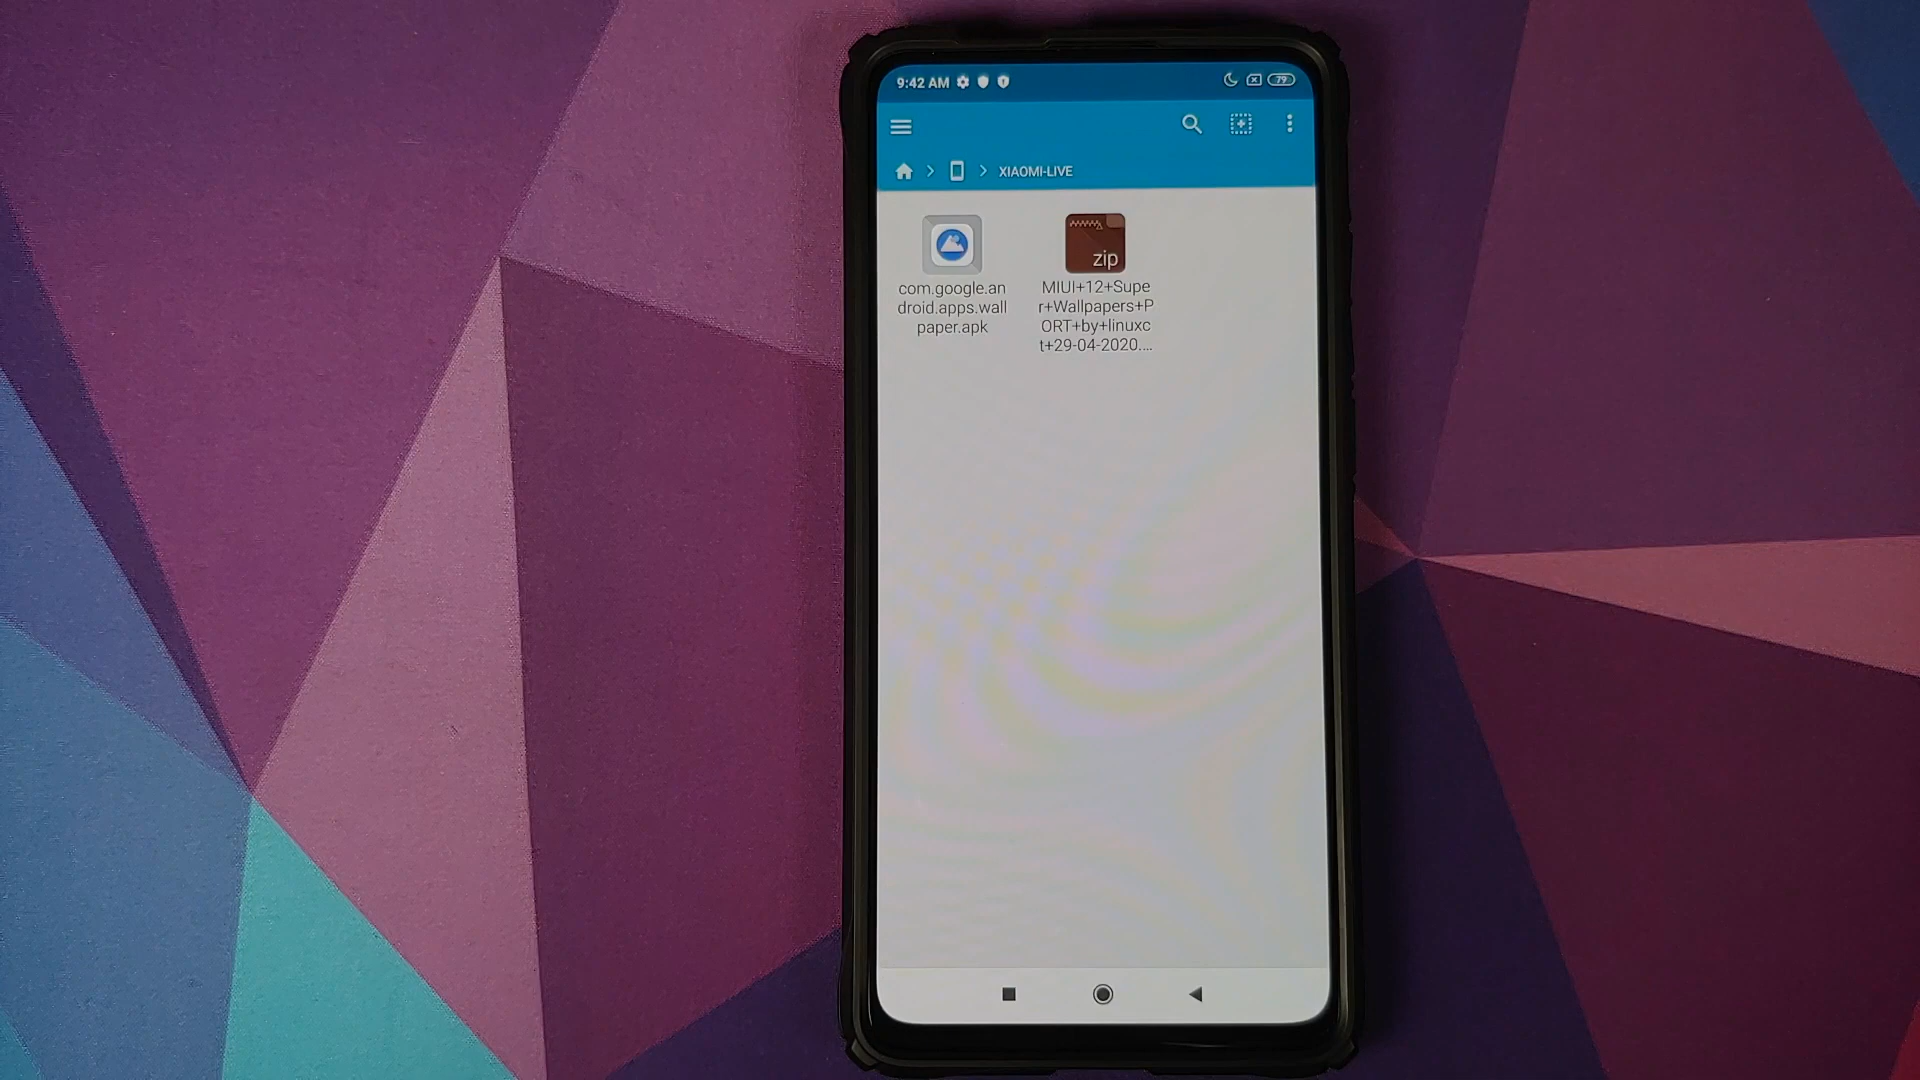 9:42 AM
79
XIAOMI-LIVE
zip
com.google.an
droid.apps.wall
paper.apk
MIUI+12+Supe
r+Wallpapers+P
ORT+by+linuxc
t+29-04-2020....